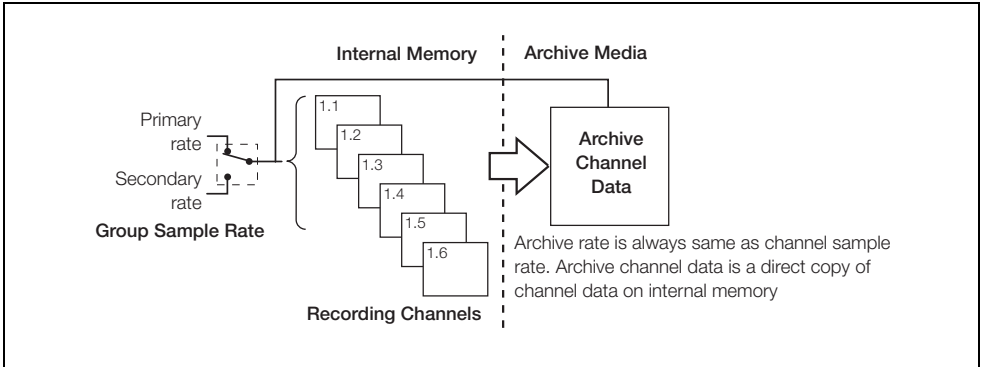 Internal Memory
Archive Media
Primary
rate
Secondary
rate
Group Sample Rate
1.1
1.2
1.3
1.4
1.5
1.6
Recording Channels
Archive
Channel
Data
Archive rate is always same as channel sample
rate. Archive channel data is a direct copy of
channel data on internal memory